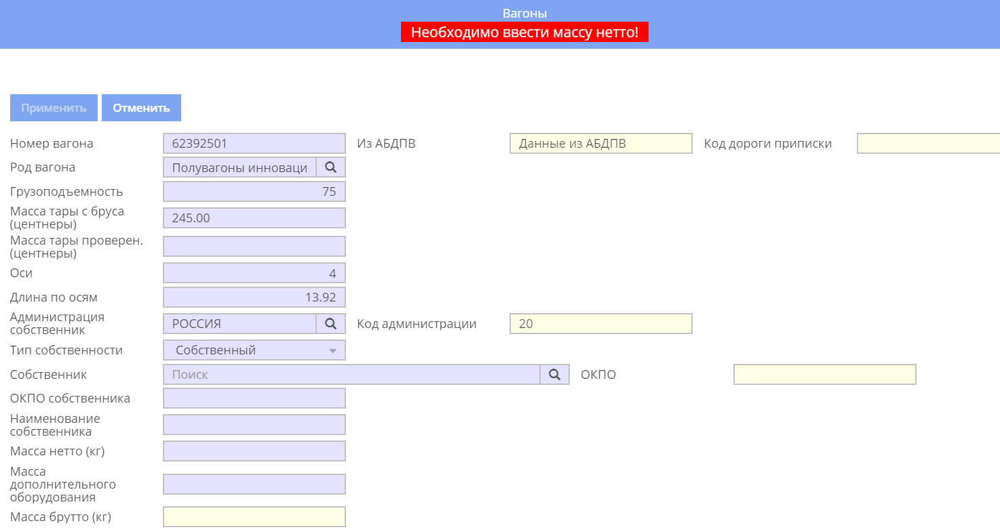 Вагоны
Необходимо ввести массу нетто!
Применить Отменить
Номер вагона 62392501 Из АБДПВ Данные из АБДПВ Код дороги приписки
Род вагона Полувагоны инноваци
Грузоподъемность 75
Масса тары с бруса
(центнеры) 245.00
Масса тары проверен.
(центнеры)
Оси 4
Длина по осям 13.92
Администрация
собственник РОССИЯ Код администрации 20
Тип собственности Собственный
Собственник Поиск ОКПО
ОКПО собственника
Наименование
собственника
Масса нетто (кг)
Масса
дополнительного
оборудования
Масса брутто (кг)